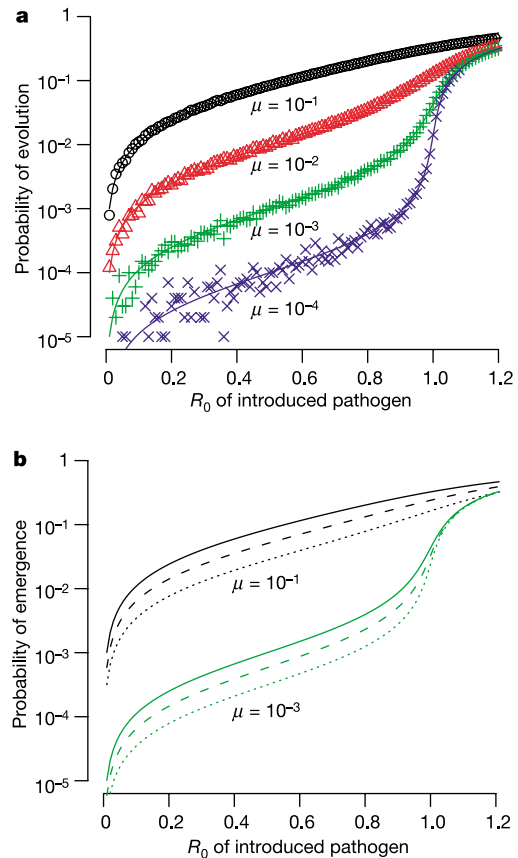 a
Probability of evolution
1
10⁻¹
10⁻²
10⁻³
10⁻⁴
10⁻⁵
μ = 10⁻¹
μ = 10⁻²
μ = 10⁻³
μ = 10⁻⁴
0 0.2 0.4 0.6 0.8 1.0 1.2
R₀ of introduced pathogen
b
Probability of emergence
1
10⁻¹
10⁻²
10⁻³
10⁻⁴
10⁻⁵
μ = 10⁻¹
μ = 10⁻³
0 0.2 0.4 0.6 0.8 1.0 1.2
R₀ of introduced pathogen